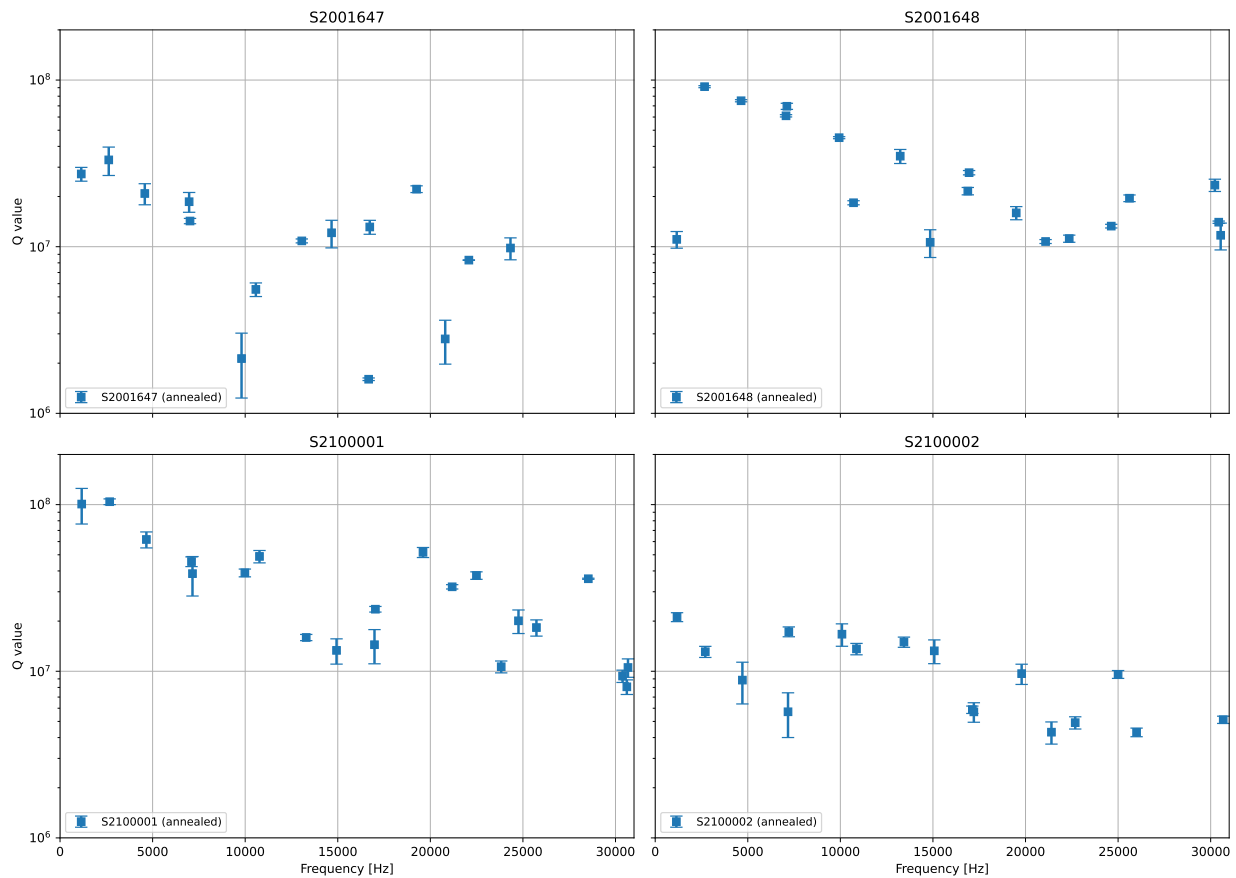 S2001647
S2001648
10⁸
10⁷
10⁶
Q value
S2001647 (annealed)
S2001648 (annealed)
S2100001
S2100002
10⁸
10⁷
10⁶
Q value
S2100001 (annealed)
S2100002 (annealed)
0 5000 10000 15000 20000 25000 30000
0 5000 10000 15000 20000 25000 30000
Frequency [Hz]
Frequency [Hz]